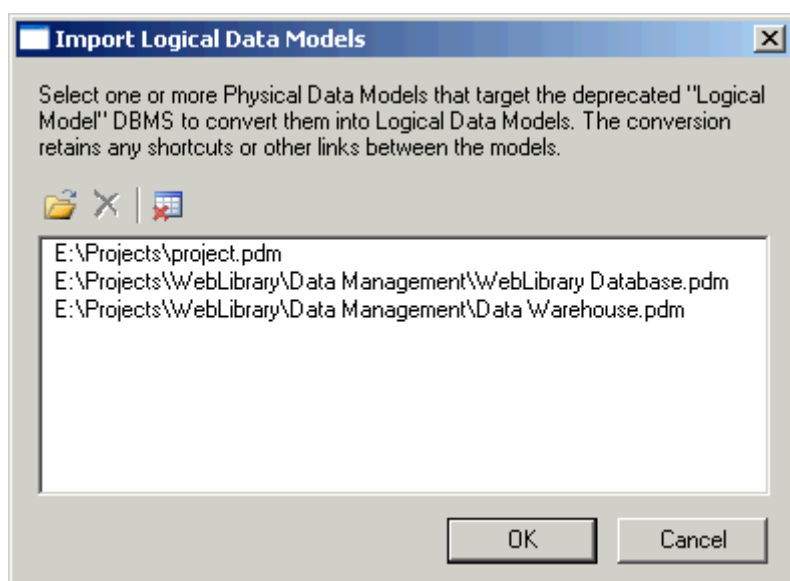 Import Logical Data Models
Select one or more Physical Data Models that target the deprecated "Logical
Model" DBMS to convert them into Logical Data Models. The conversion
retains any shortcuts or other links between the models.
E:\Projects\project.pdm
E:\Projects\WebLibrary\Data Management\WebLibrary Database.pdm
E:\Projects\WebLibrary\Data Management\Data Warehouse.pdm
OK Cancel